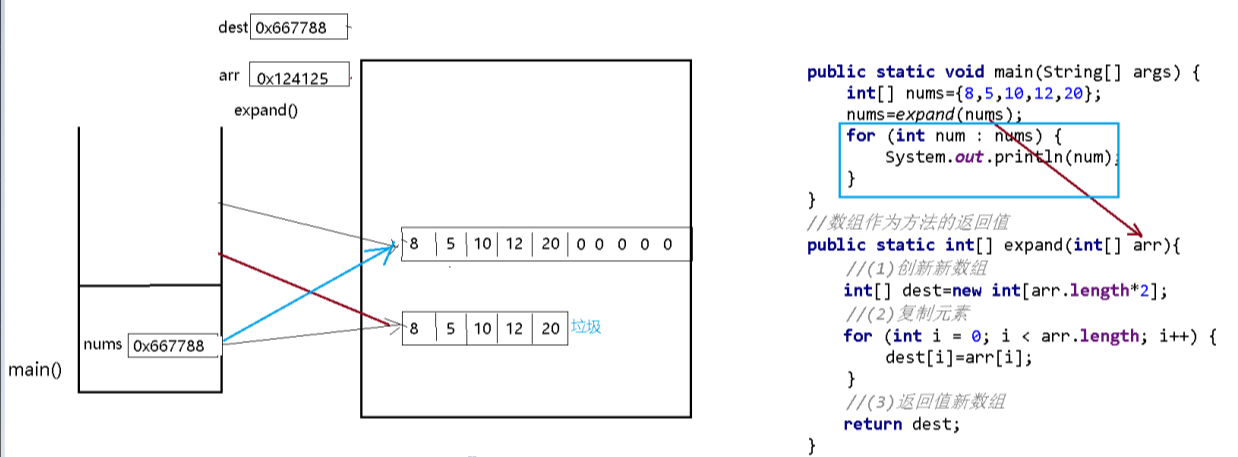 dest 0x667788
arr 0x124125
expand()
8 5 10 12 20 0 0 0 0 0
8 5 10 12 20 垃圾
nums 0x667788
main()
public static void main(String[] args) {
int[] nums={8,5,10,12,20};
nums=expand(nums);
for (int num : nums) {
System.out.println(num);
}
}
//数组作为方法的返回值
public static int[] expand(int[] arr){
//(1)创新新数组
int[] dest=new int[arr.length*2];
//(2)复制元素
for (int i = 0; i < arr.length; i++) {
dest[i]=arr[i];
}
//(3)返回值新数组
return dest;
}